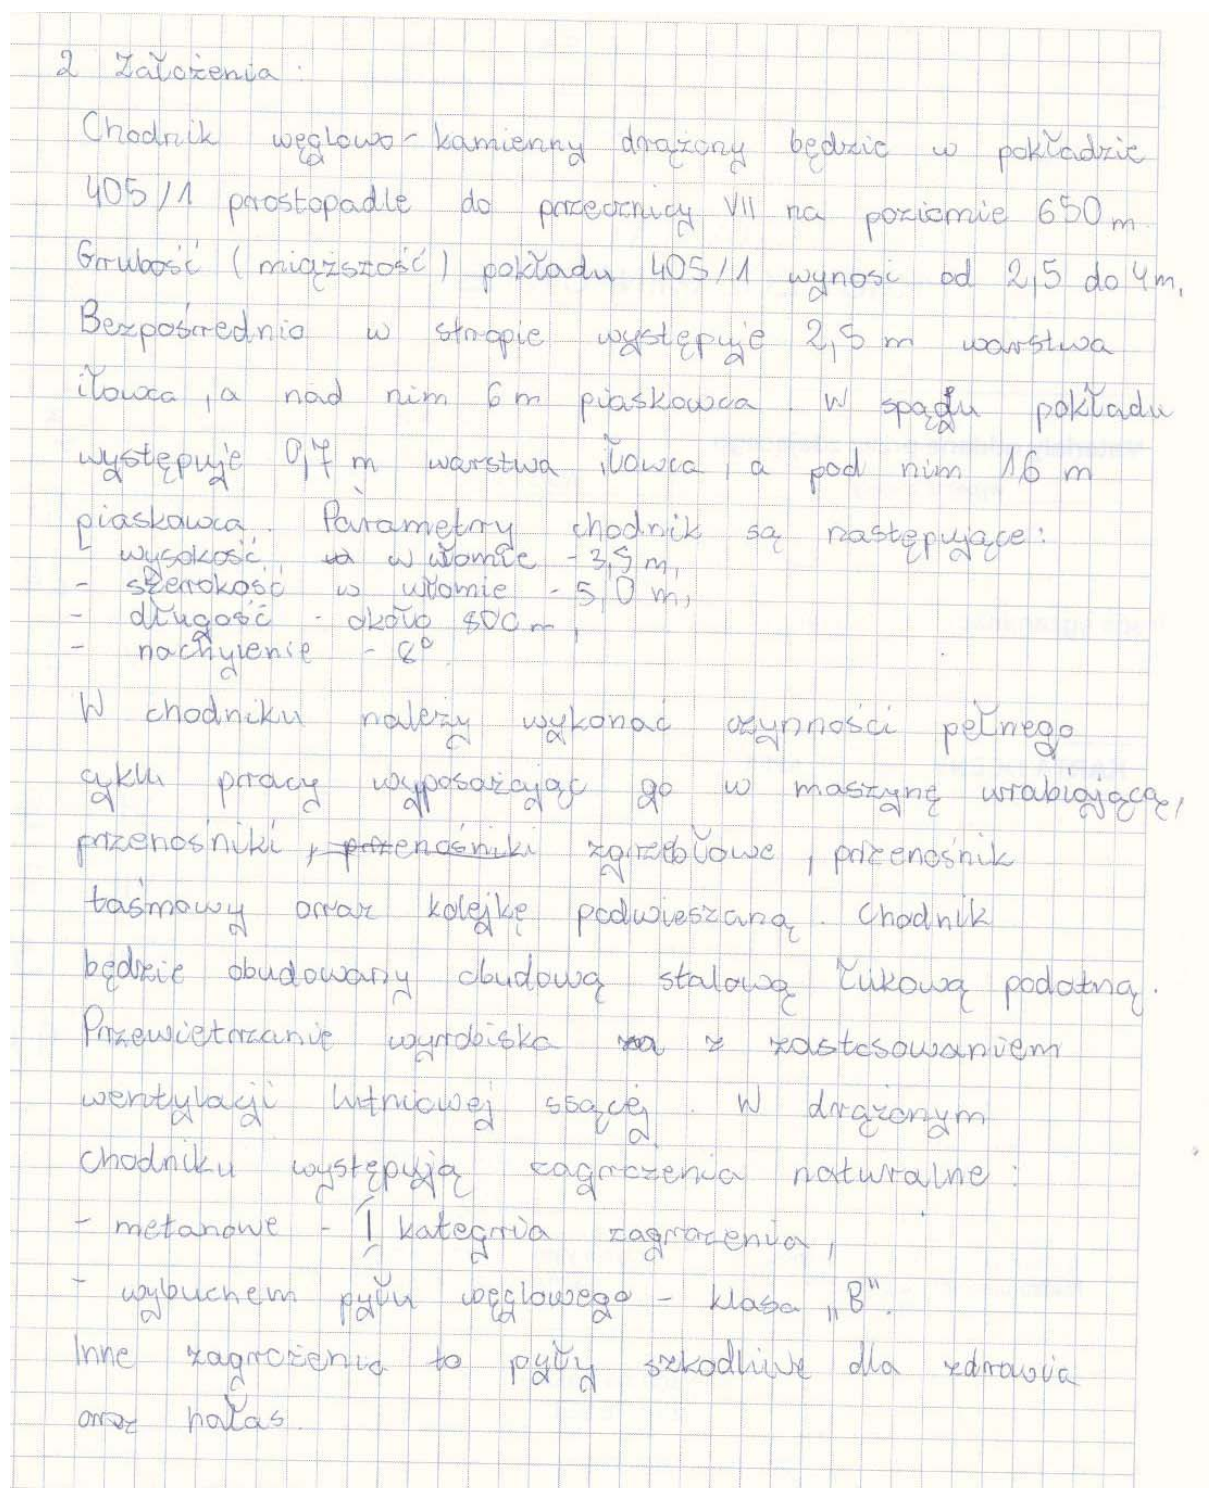 2 Założenia :
Chodnik węglowo-kamienny drążony będzie w pokładzie
405/1 prostopadle do przecznicy VII na poziomie 650 m.
Grubość (miąższość) pokładu 405/1 wynosi od 2,5 do 4 m,
Bezpośrednio w stropie występuje 2,5 m warstwa
iłowca, a nad nim 6 m piaskowca. W spągu pokładu
występuje 0,7 m warstwa iłowca, a pod nim 16 m
piaskowca. Parametry chodnik są następujące:
- wysokość w wyłomie - 3,5 m,
- szerokość w wyłomie - 5,0 m,
- długość - około 800 m,
- nachylenie - 8°
W chodniku należy wykonać czynności pełnego
cyklu pracy wyposażając go w maszynę urabiającą,
przenośniki, przenośniki zgrzebłowe, przenośnik
taśmowy oraz kolejkę podwieszaną. Chodnik
będzie obudowany obudową stalową łukową podatną.
Przewietrzanie wyrobiska z zastosowaniem
wentylacji lutniowej ssącej. W drążonym
chodniku występują zagrożenia naturalne:
- metanowe - I kategoria zagrożenia,
- wybuchem pyłu węglowego - klasa „B".
Inne zagrożenia to pyły szkodliwe dla zdrowia
oraz hałas.